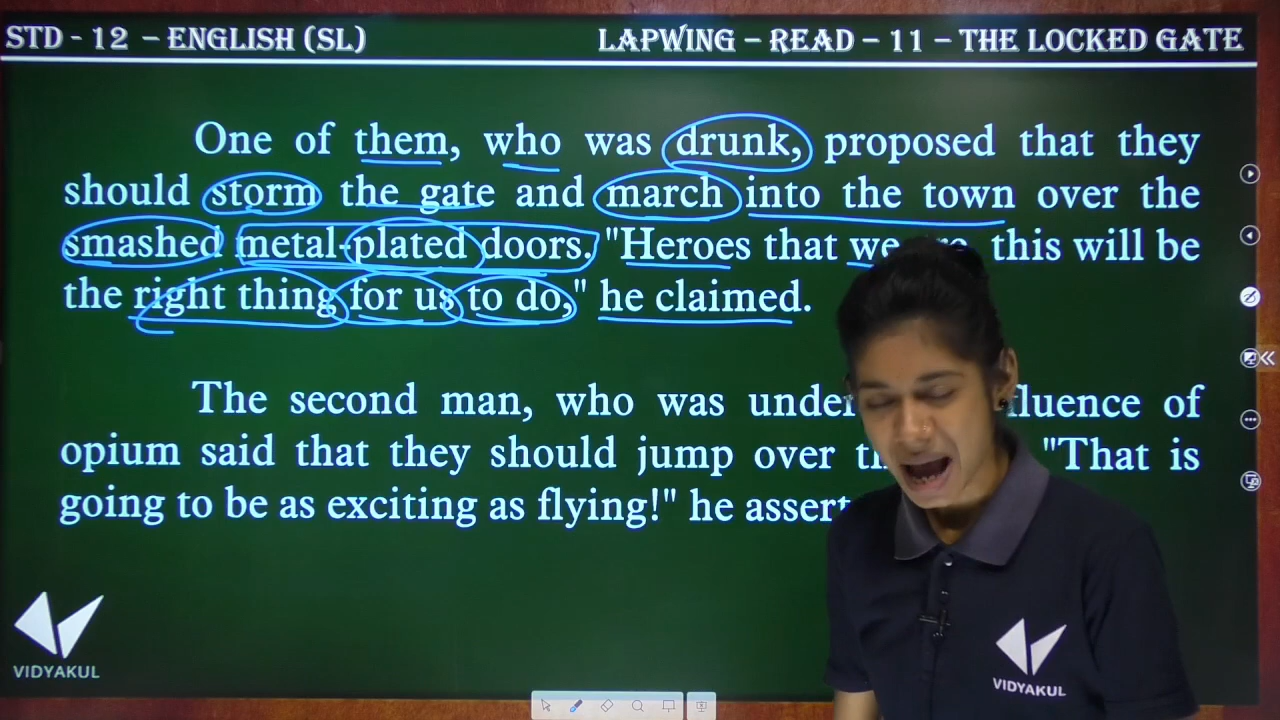 STD - 12 – ENGLISH (SL)
LAPWING – READ – 11 – THE LOCKED GATE
One of them, who was drunk, proposed that they
should storm the gate and march into the town over the
smashed metal-plated doors. "Heroes that we this will be
the right thing for us to do," he claimed.
The second man, who was under of
opium said that they should jump over "That is
going to be as exciting as flying!" he
VIDYAKUL
VIDYAKUL